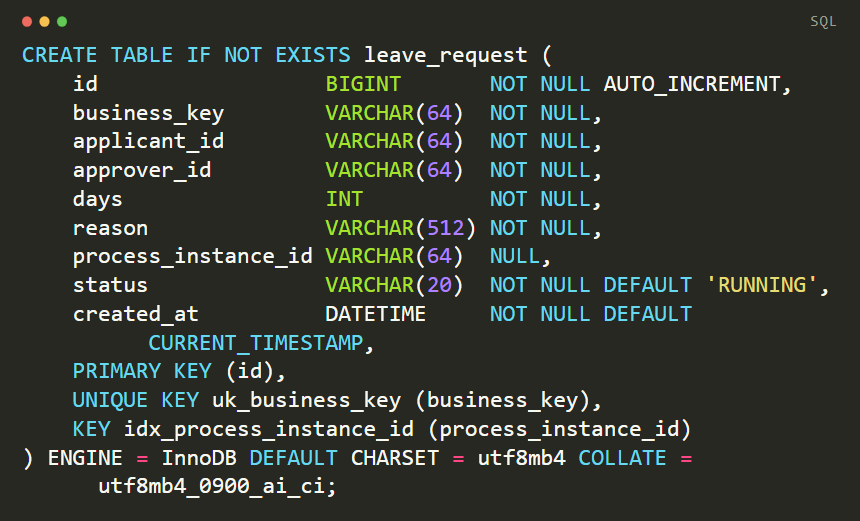 SQL
CREATE TABLE IF NOT EXISTS leave_request (
    id                  BIGINT       NOT NULL AUTO_INCREMENT,
    business_key        VARCHAR(64)  NOT NULL,
    applicant_id        VARCHAR(64)  NOT NULL,
    approver_id         VARCHAR(64)  NOT NULL,
    days                INT          NOT NULL,
    reason              VARCHAR(512) NOT NULL,
    process_instance_id VARCHAR(64)  NULL,
    status              VARCHAR(20)  NOT NULL DEFAULT 'RUNNING',
    created_at          DATETIME     NOT NULL DEFAULT
          CURRENT_TIMESTAMP,
    PRIMARY KEY (id),
    UNIQUE KEY uk_business_key (business_key),
    KEY idx_process_instance_id (process_instance_id)
) ENGINE = InnoDB DEFAULT CHARSET = utf8mb4 COLLATE =
      utf8mb4_0900_ai_ci;